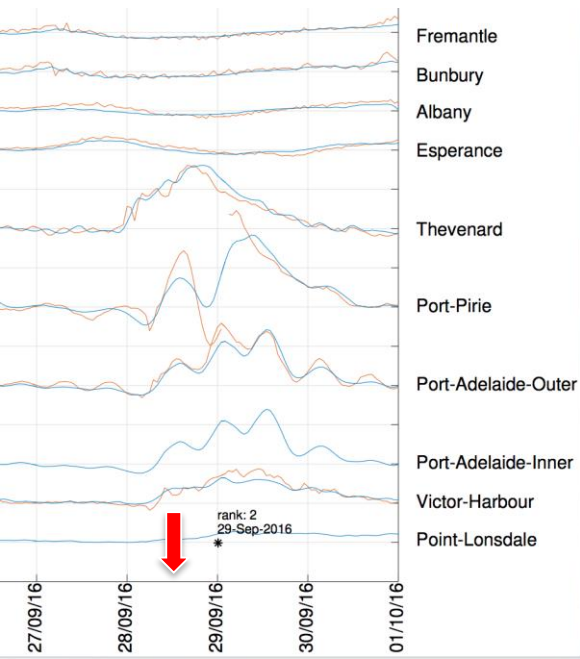 Fremantle
Bunbury
Albany
Esperance
Thevenard
Port-Pirie
Port-Adelaide-Outer
Port-Adelaide-Inner
Victor-Harbour
rank: 2
29-Sep-2016
Point-Lonsdale
27/09/16
28/09/16
29/09/16
30/09/16
01/10/16